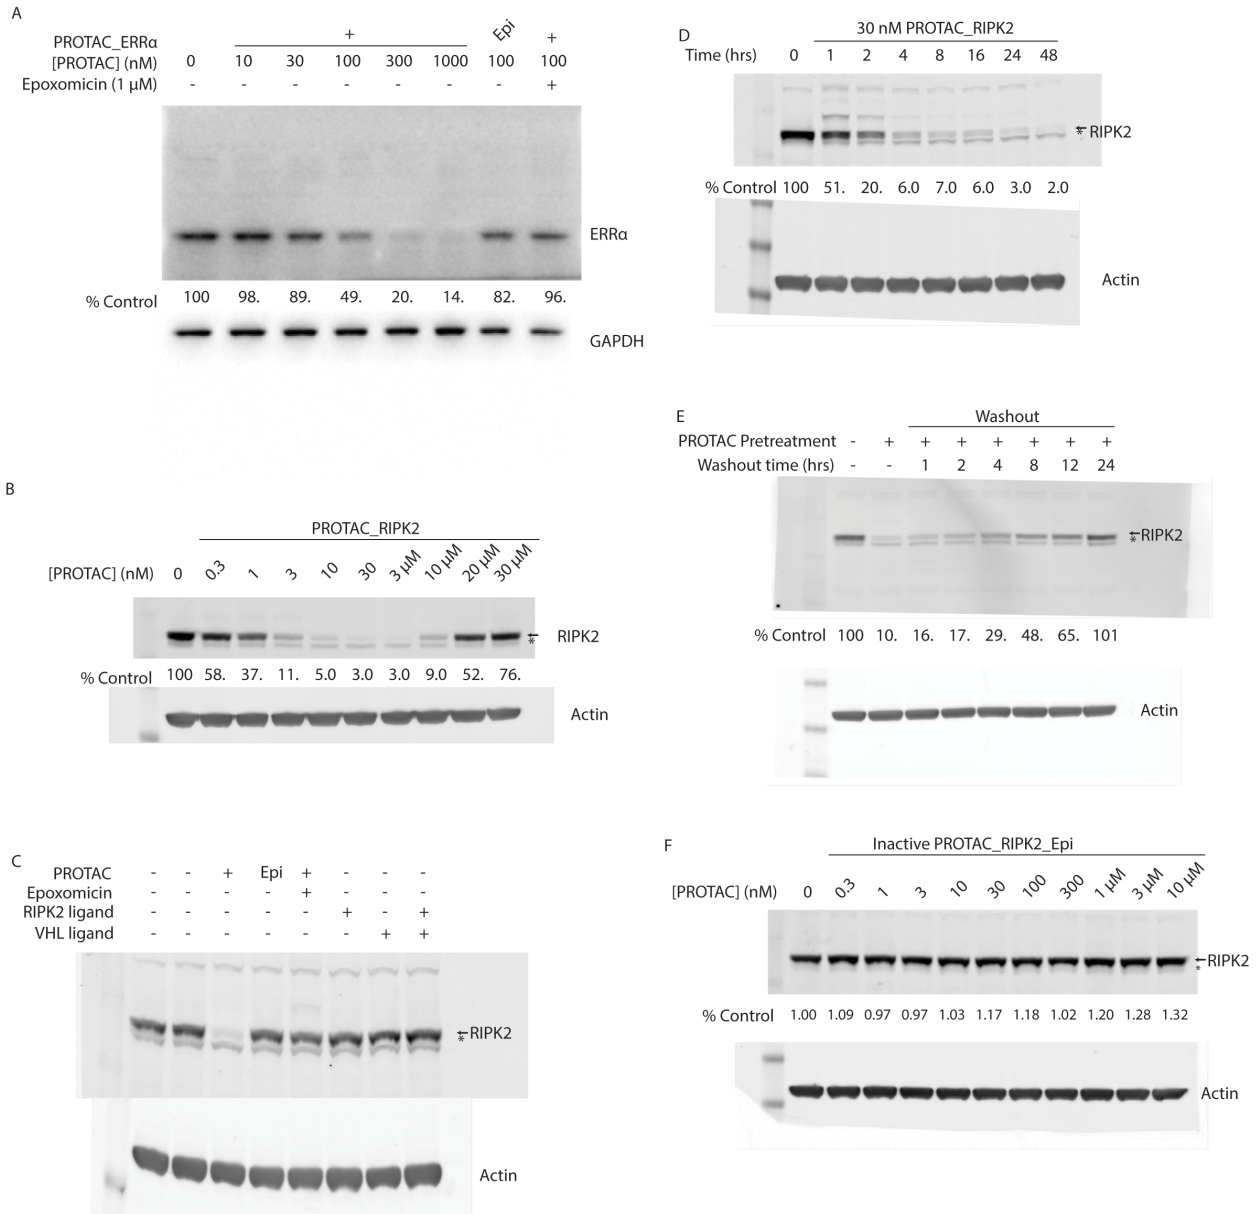 A
PROTAC_ERRα + Epi +
[PROTAC] (nM) 0 10 30 100 300 1000 100 100
Epoxomicin (1 µM) - - - - - - - +
ERRα
% Control 100 98. 89. 49. 20. 14. 82. 96.
GAPDH
B
PROTAC_RIPK2
[PROTAC] (nM) 0 0.3 1 3 10 30 3 µM 10 µM 20 µM 30 µM
RIPK2
*
% Control 100 58. 37. 11. 5.0 3.0 3.0 9.0 52. 76.
Actin
C
PROTAC - - + Epi + - - -
Epoxomicin - - - - + - - -
RIPK2 ligand - - - - - + - +
VHL ligand - - - - - - + +
RIPK2
*
Actin
D
30 nM PROTAC_RIPK2
Time (hrs) 0 1 2 4 8 16 24 48
RIPK2
*
% Control 100 51. 20. 6.0 7.0 6.0 3.0 2.0
Actin
E
Washout
PROTAC Pretreatment - + + + + + + +
Washout time (hrs) - - 1 2 4 8 12 24
RIPK2
*
% Control 100 10. 16. 17. 29. 48. 65. 101
Actin
F
Inactive PROTAC_RIPK2_Epi
[PROTAC] (nM) 0 0.3 1 3 10 30 100 300 1 µM 3 µM 10 µM
RIPK2
*
% Control 1.00 1.09 0.97 0.97 1.03 1.17 1.18 1.02 1.20 1.28 1.32
Actin